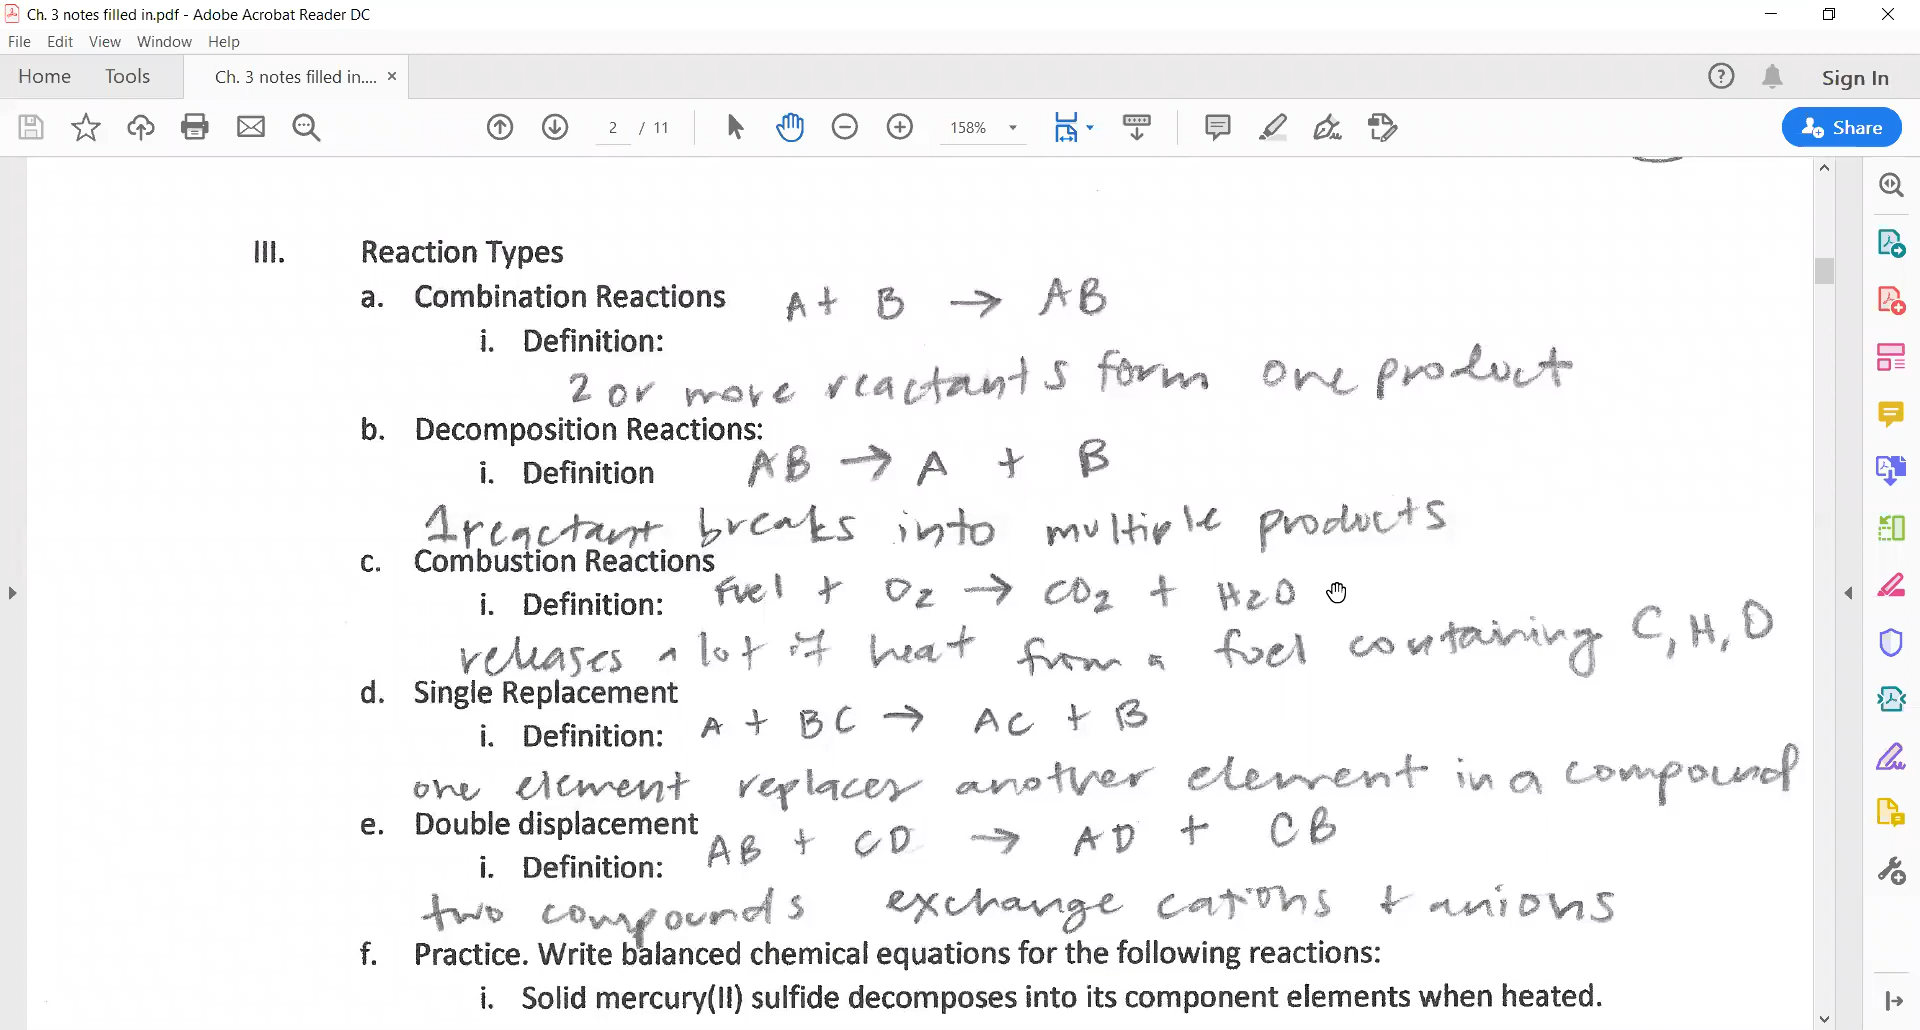 Ch. 3 notes filled in.pdf - Adobe Acrobat Reader DC
File Edit View Window Help
Home Tools Ch. 3 notes filled in.... × Sign In
2 / 11 158% Share
III. Reaction Types
a. Combination Reactions A + B → AB
i. Definition:
2 or more reactants form one product
b. Decomposition Reactions:
i. Definition AB → A + B
1 reactant breaks into multiple products
c. Combustion Reactions
i. Definition: Fuel + O2 → CO2 + H2O
releases a lot of heat from a fuel containing C, H, O
d. Single Replacement
i. Definition: A + BC → AC + B
one element replaces another element in a compound
e. Double displacement
i. Definition: AB + CD → AD + CB
two compounds exchange cations + anions
f. Practice. Write balanced chemical equations for the following reactions:
i. Solid mercury(II) sulfide decomposes into its component elements when heated.